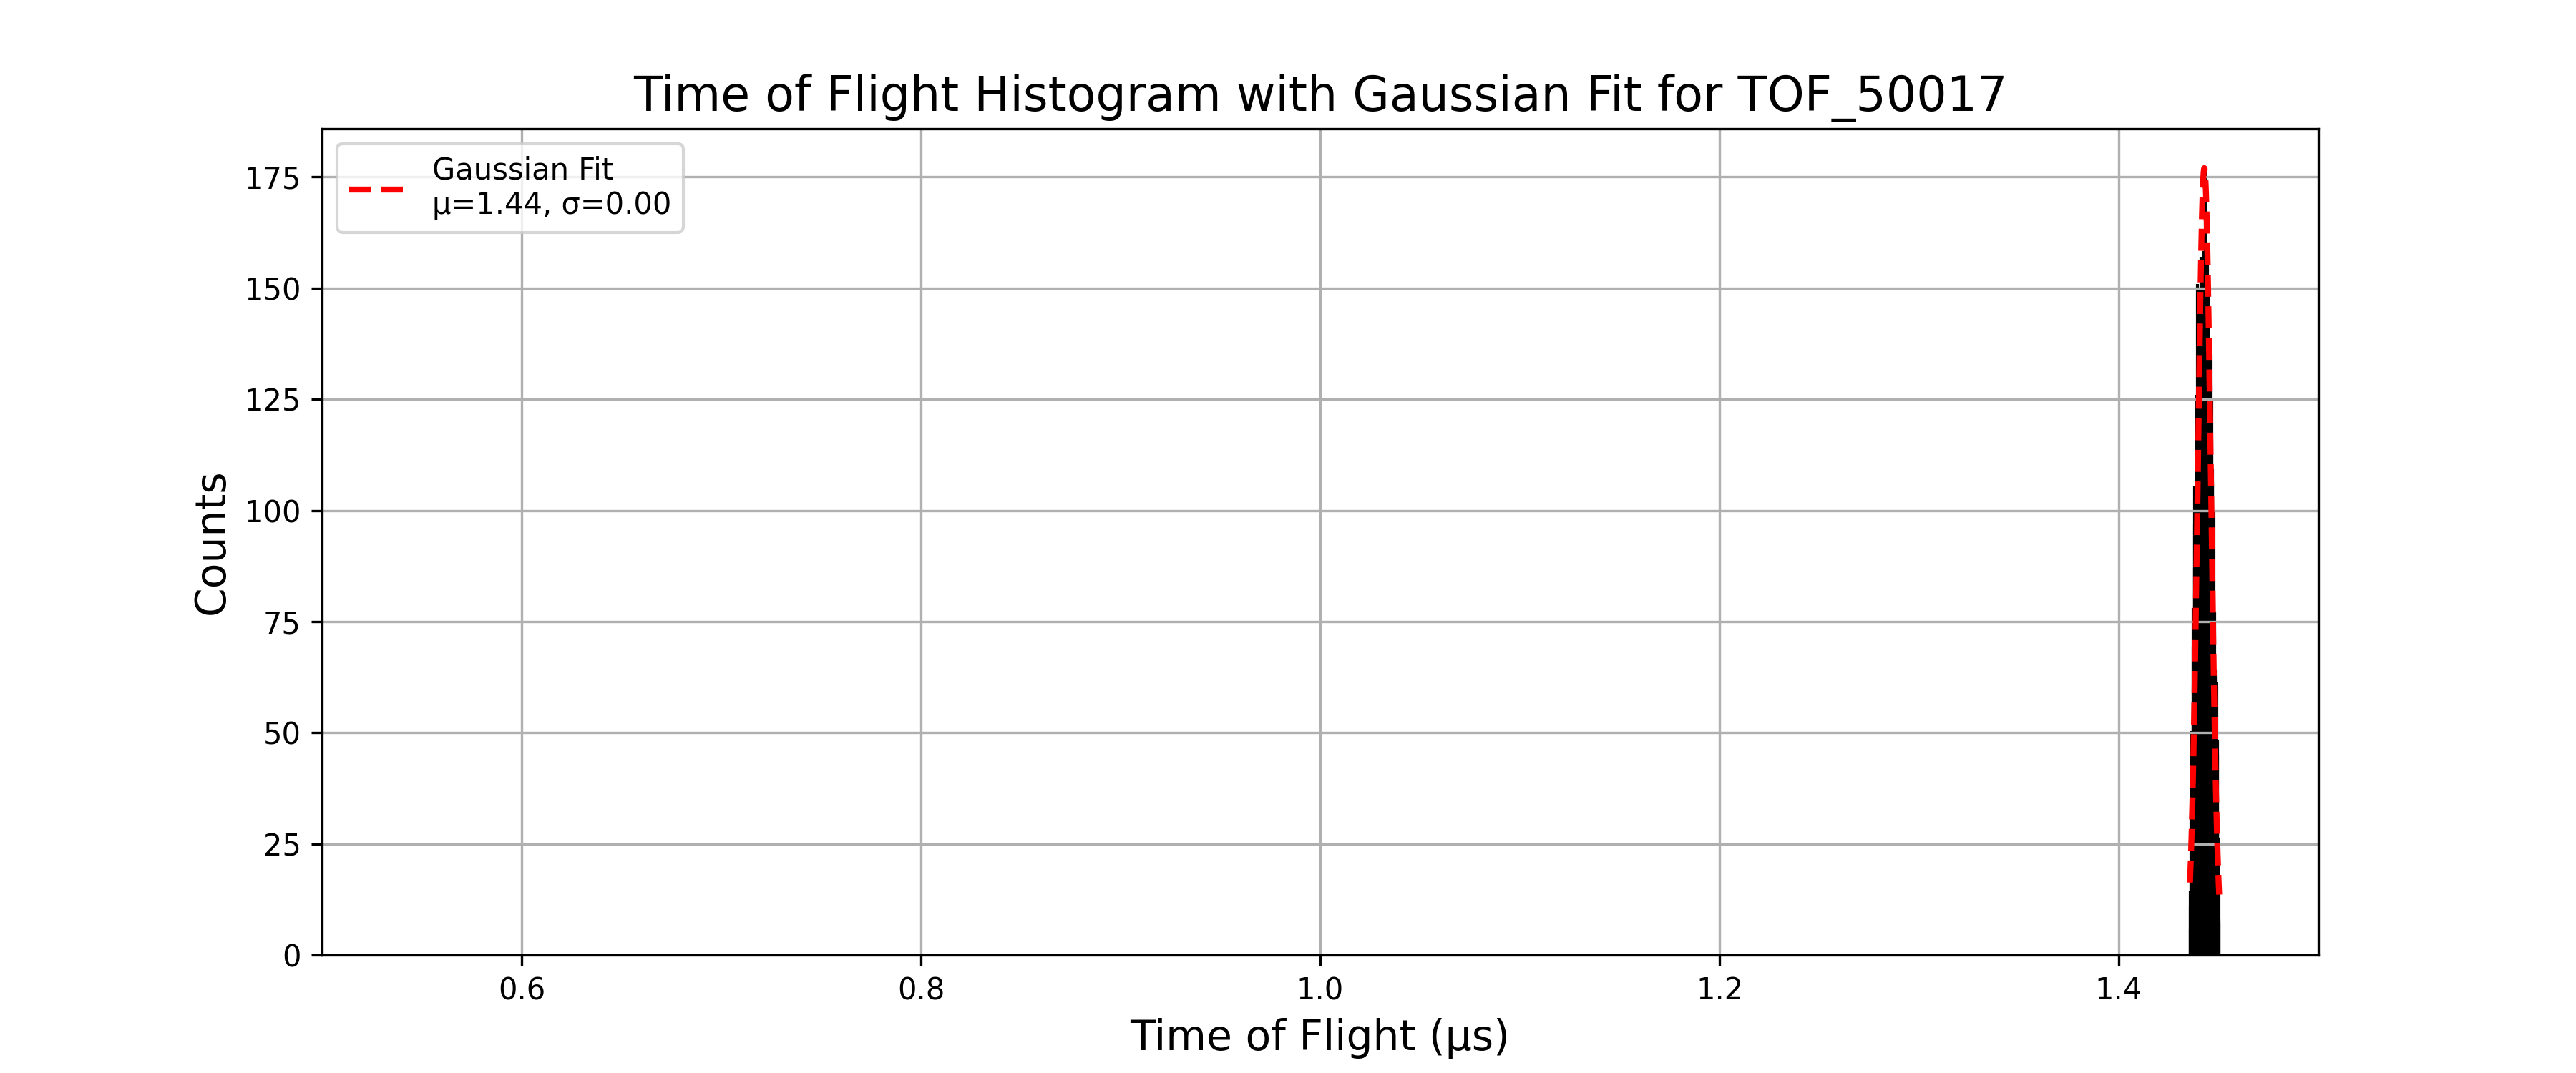 Time of Flight Histogram with Gaussian Fit for TOF_50017
Gaussian Fit
μ=1.44, σ=0.00
175
150
125
100
75
50
25
0
Counts
0.6 0.8 1.0 1.2 1.4
Time of Flight (μs)